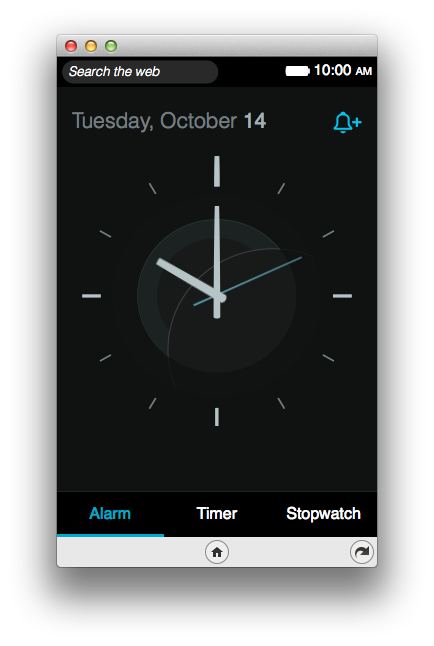 Search the web
10:00 AM
Tuesday, October 14
Alarm
Timer
Stopwatch